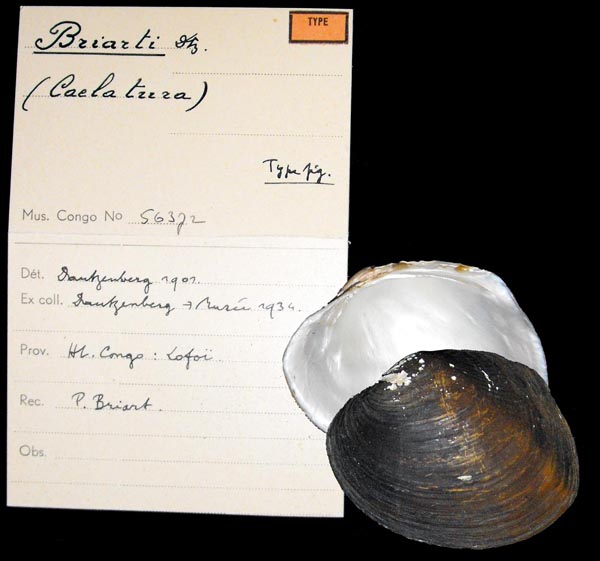 TYPE
Briarti Dtz.
(Caelatura)
Type fig.
Mus. Congo No 56372
Dét. Dautzenberg 1901.
Ex coll. Dautzenberg → Musée 1934.
Prov. Ht. Congo : Lofoï
Rec. P. Briart.
Obs.